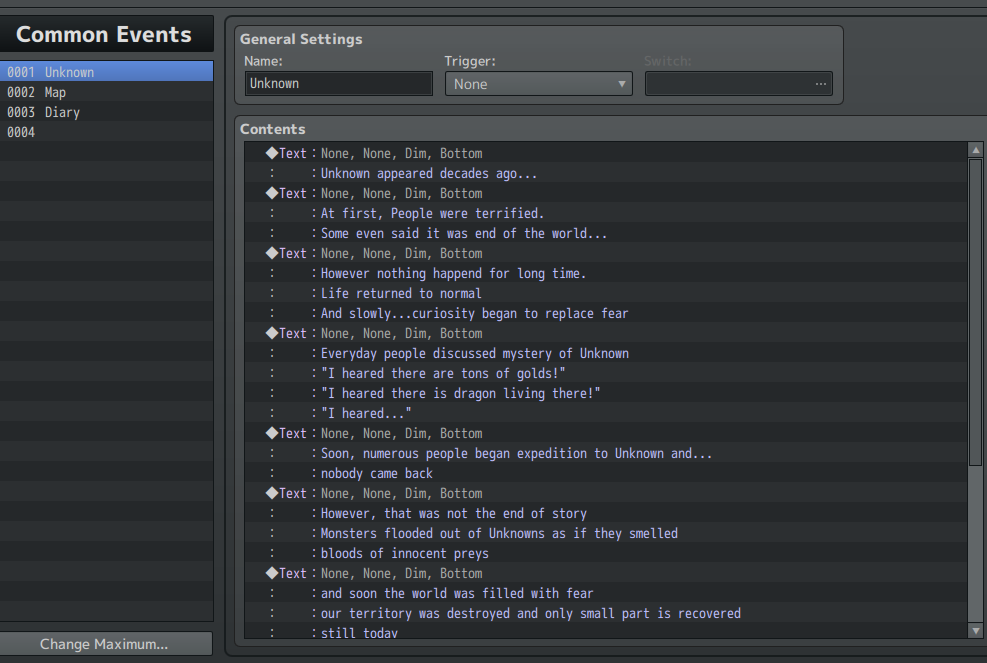 Common Events
0001 Unknown
0002 Map
0003 Diary
0004
Change Maximum...
General Settings
Name:
Trigger:
Switch:
Unknown
None
...
Contents
◆Text：None, None, Dim, Bottom
：　　：Unknown appeared decades ago...
◆Text：None, None, Dim, Bottom
：　　：At first, People were terrified.
：　　：Some even said it was end of the world...
◆Text：None, None, Dim, Bottom
：　　：However nothing happend for long time.
：　　：Life returned to normal
：　　：And slowly...curiosity began to replace fear
◆Text：None, None, Dim, Bottom
：　　：Everyday people discussed mystery of Unknown
：　　："I heared there are tons of golds!"
：　　："I heared there is dragon living there!"
：　　："I heared..."
◆Text：None, None, Dim, Bottom
：　　：Soon, numerous people began expedition to Unknown and...
：　　：nobody came back
◆Text：None, None, Dim, Bottom
：　　：However, that was not the end of story
：　　：Monsters flooded out of Unknowns as if they smelled
：　　：bloods of innocent preys
◆Text：None, None, Dim, Bottom
：　　：and soon the world was filled with fear
：　　：our territory was destroyed and only small part is recovered
：　　：still today